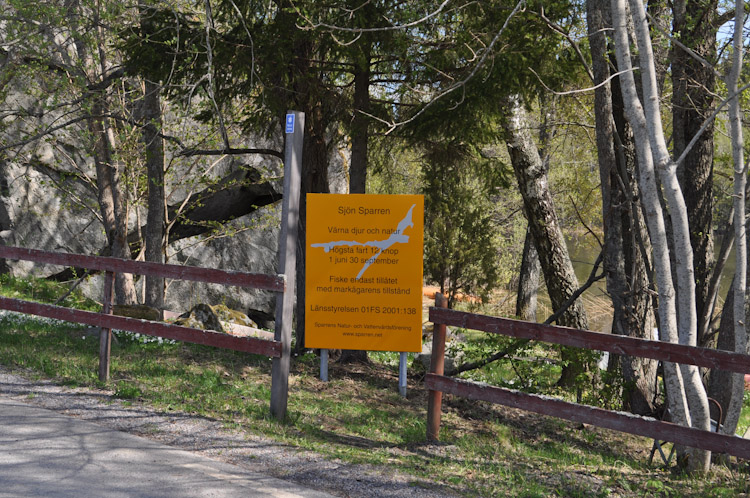 Sjön Sparren
Värna djur och natur
Högsta fart 12 knop
1 juni 30 september
Fiske endast tillåtet
med markägarens tillstånd
Länsstyrelsen 01FS 2001:138
Sparrens Natur- och Vattenvårdsförening
www.sparren.net